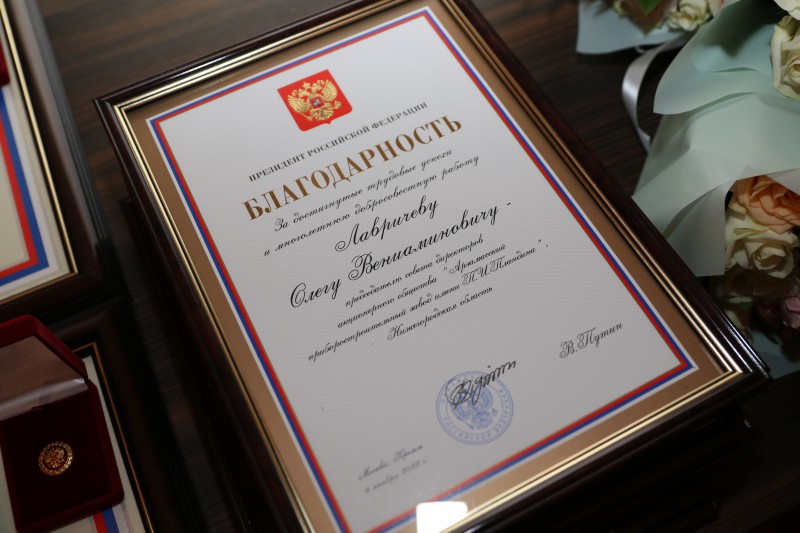 ПРЕЗИДЕНТ РОССИЙСКОЙ ФЕДЕРАЦИИ
БЛАГОДАРНОСТЬ
За достигнутые трудовые успехи
и многолетнюю добросовестную работу
Лавричеву
Олегу Вениаминовичу -
председателю совета директоров
акционерного общества "Арзамасский
приборостроительный завод имени П.И.Пландина",
Нижегородская область
В.Путин
Москва, Кремль